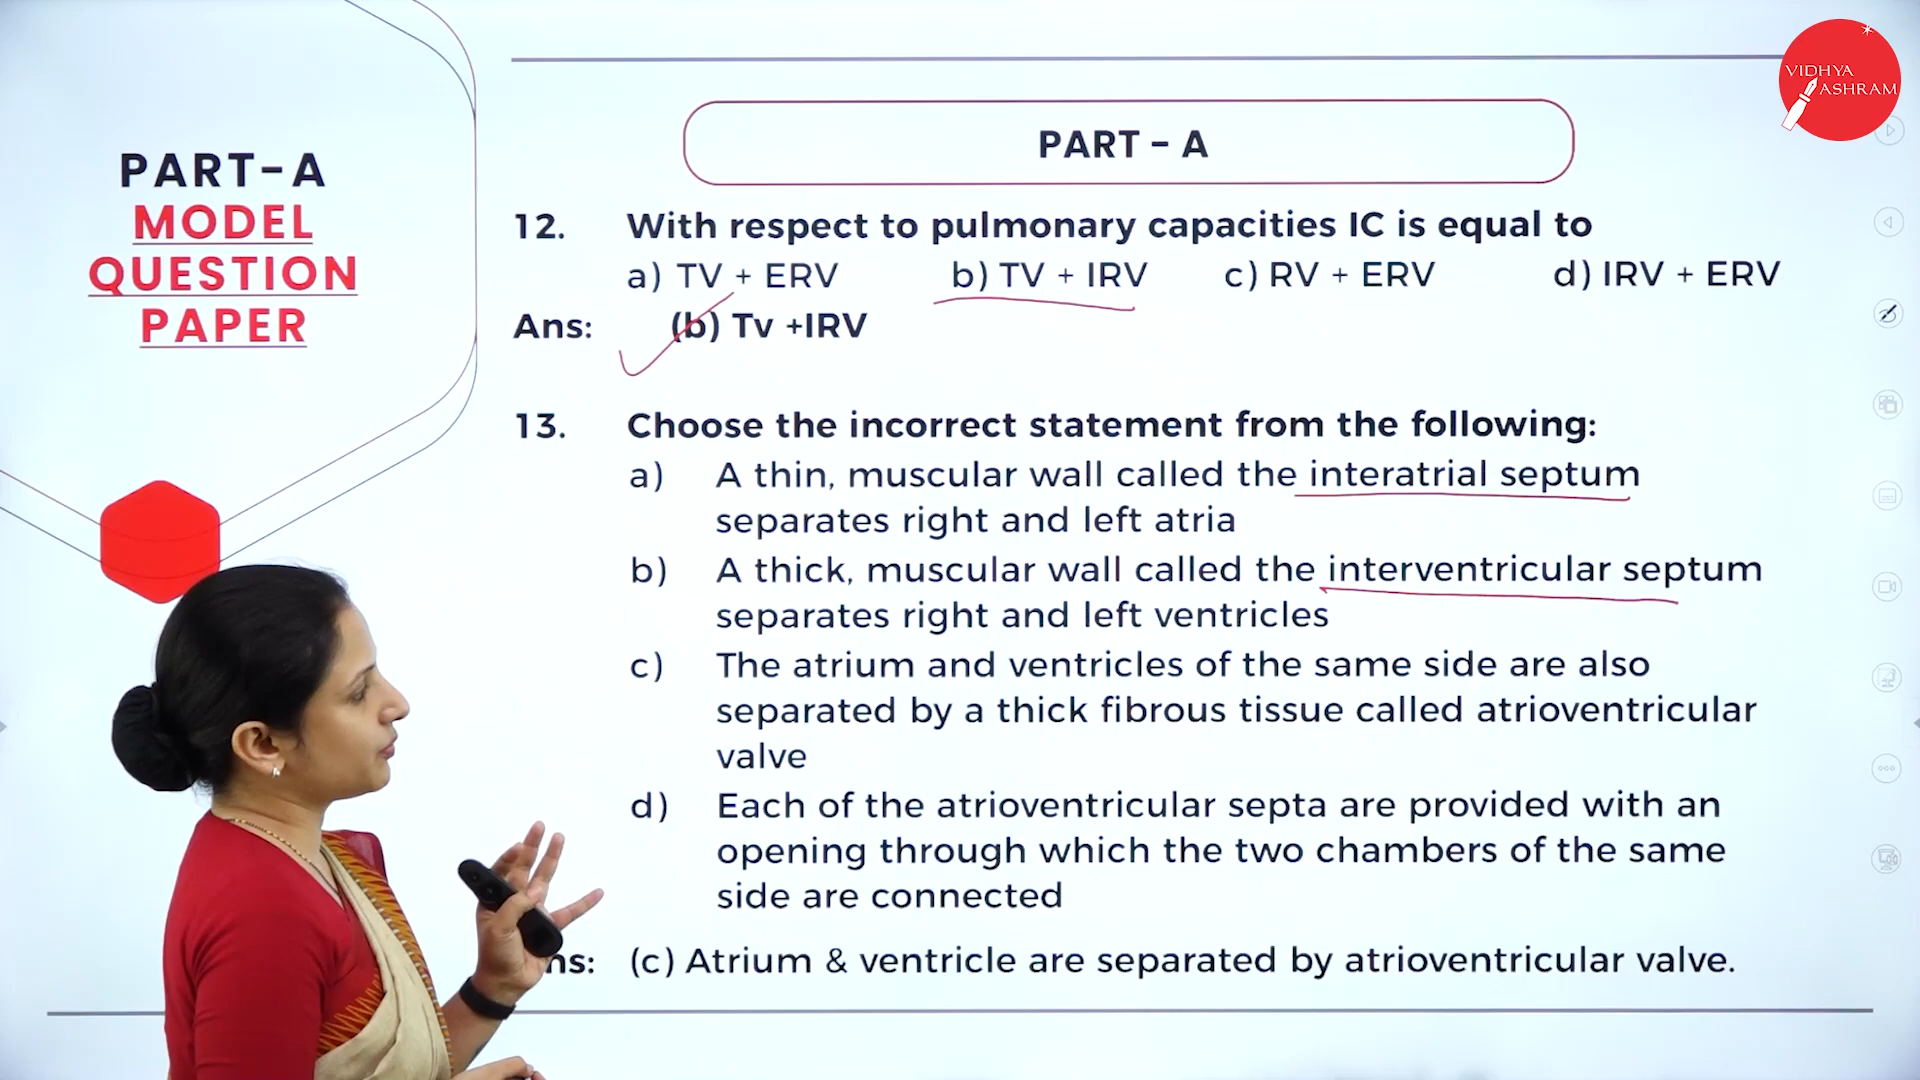 VIDHYA
ASHRAM
PART-A
MODEL
QUESTION
PAPER
PART - A
12. With respect to pulmonary capacities IC is equal to
a) TV + ERV b) TV + IRV c) RV + ERV d) IRV + ERV
Ans: (b) Tv +IRV
13. Choose the incorrect statement from the following:
a) A thin, muscular wall called the interatrial septum
separates right and left atria
b) A thick, muscular wall called the interventricular septum
separates right and left ventricles
c) The atrium and ventricles of the same side are also
separated by a thick fibrous tissue called atrioventricular
valve
d) Each of the atrioventricular septa are provided with an
opening through which the two chambers of the same
side are connected
ns: (c) Atrium & ventricle are separated by atrioventricular valve.